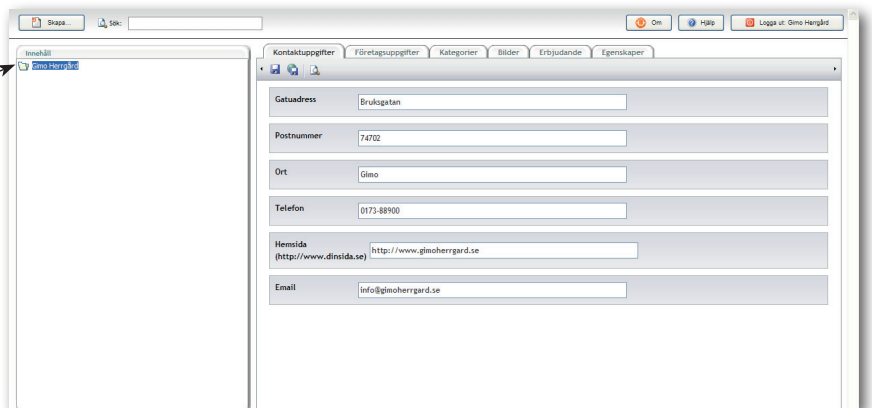 Skapa...
Sök:
Om
Hjälp
Logga ut: Gimo Herrgård
Innehåll
Gimo Herrgård
Kontaktuppgifter
Företagsuppgifter
Kategorier
Bilder
Erbjudande
Egenskaper
Gatuadress
Bruksgatan
Postnummer
74702
Ort
Gimo
Telefon
0173-88900
Hemsida
(http://www.dinsida.se)
http://www.gimoherrgard.se
Email
info@gimoherrgard.se